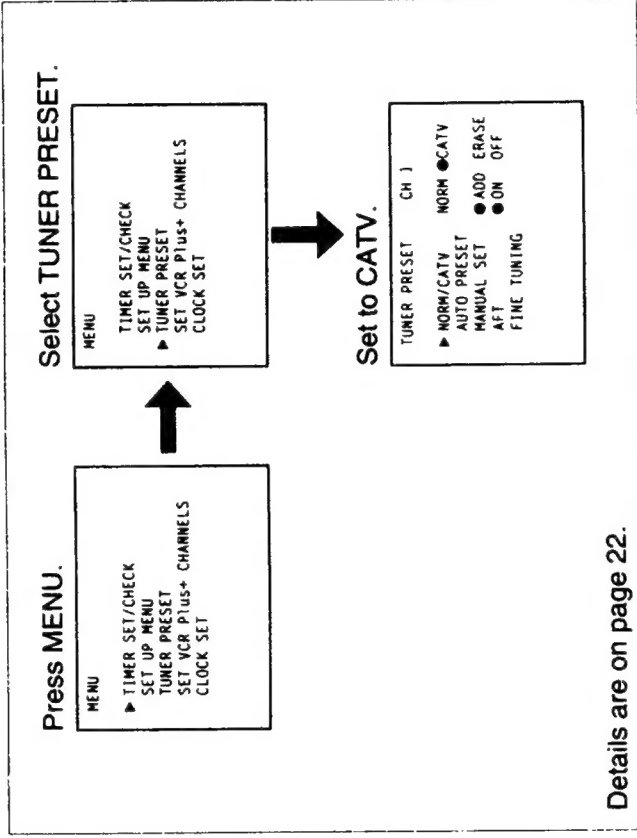 Press MENU.
MENU
▶ TIMER SET/CHECK
SET UP MENU
TUNER PRESET
SET VCR Plus+ CHANNELS
CLOCK SET
Select TUNER PRESET.
MENU
TIMER SET/CHECK
SET UP MENU
▶ TUNER PRESET
SET VCR Plus+ CHANNELS
CLOCK SET
Set to CATV.
TUNER PRESET CH 1
▶ NORM/CATV NORM ●CATV
AUTO PRESET
MANUAL SET ●ADD ERASE
AFT ●ON OFF
FINE TUNING
Details are on page 22.